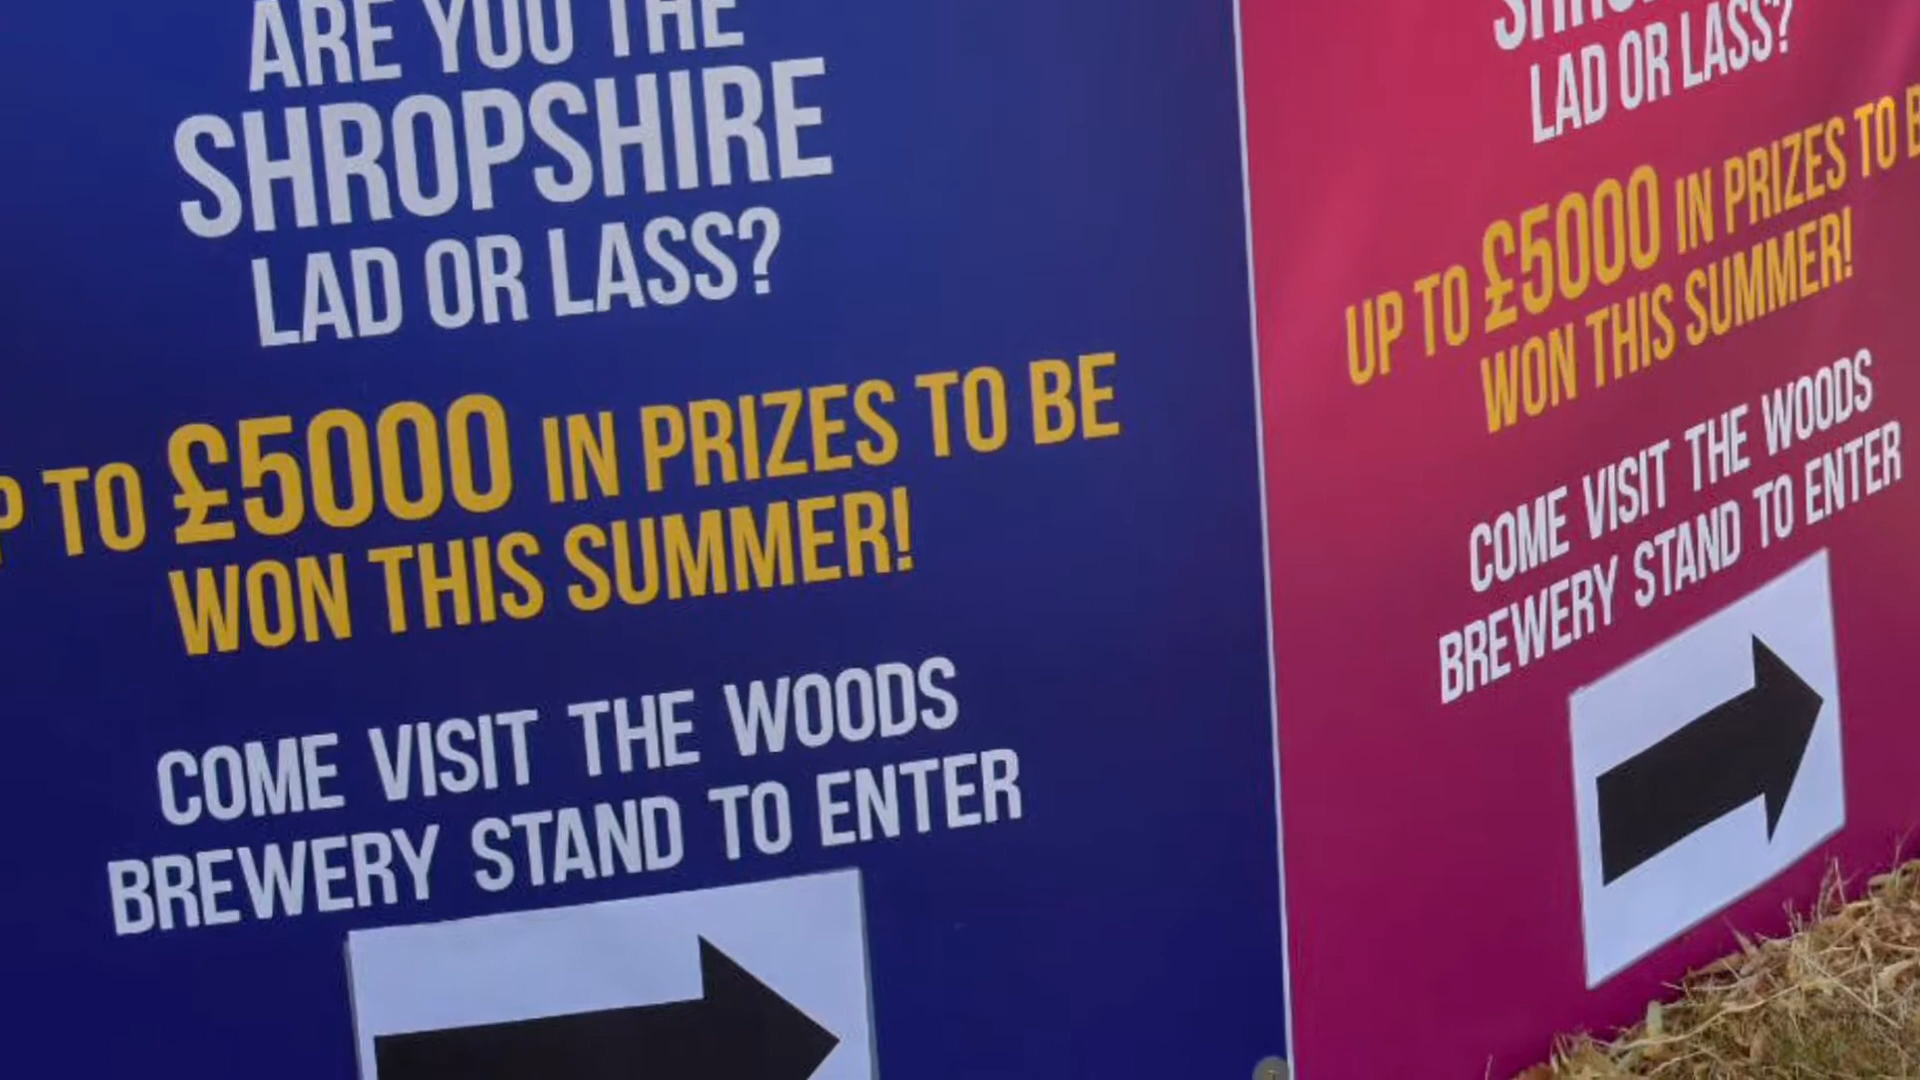 ARE YOU THE
SHROPSHIRE
LAD OR LASS?
TO £5000 IN PRIZES TO BE
WON THIS SUMMER!
COME VISIT THE WOODS
BREWERY STAND TO ENTER
LAD OR LASS?
UP TO £5000 IN PRIZES TO
WON THIS SUMMER!
COME VISIT THE WOODS
BREWERY STAND TO ENTER